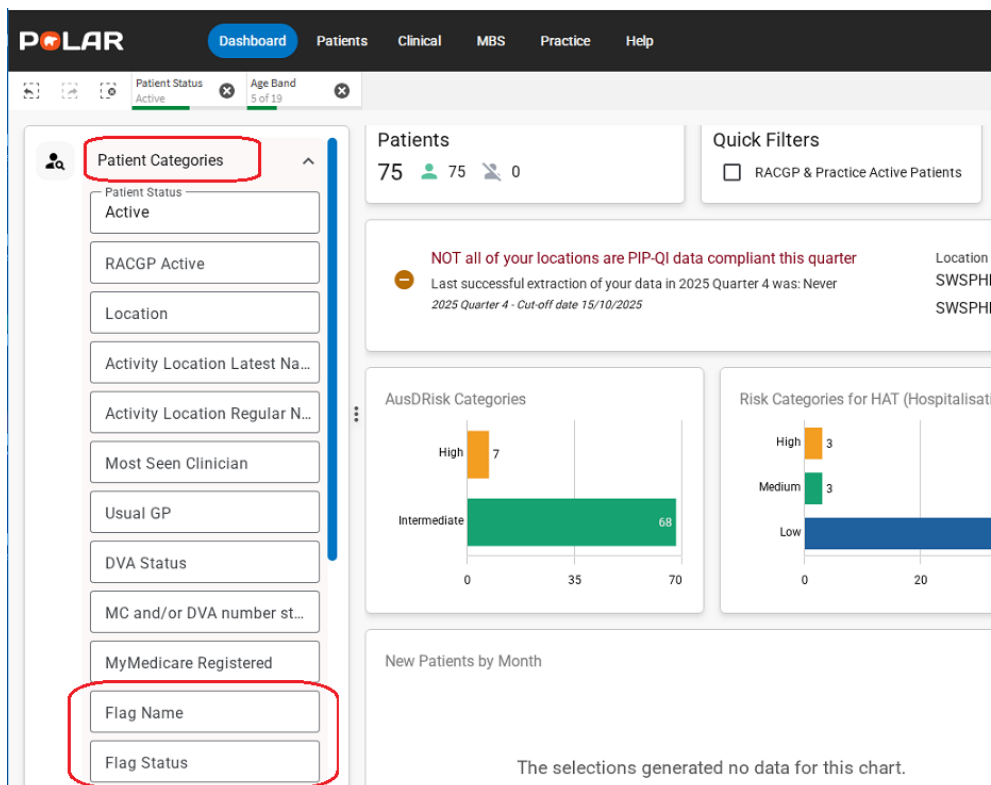 POLAR
Dashboard Patients Clinical MBS Practice Help
Patient Status
Active
Age Band
5 of 19
Patient Categories
Patient Status
Active
RACGP Active
Location
Activity Location Latest Na...
Activity Location Regular N...
Most Seen Clinician
Usual GP
DVA Status
MC and/or DVA number st...
MyMedicare Registered
Flag Name
Flag Status
Patients
75 75 0
Quick Filters
RACGP & Practice Active Patients
NOT all of your locations are PIP-QI data compliant this quarter
Last successful extraction of your data in 2025 Quarter 4 was: Never
2025 Quarter 4 - Cut-off date 15/10/2025
Location
SWSPH
SWSPH
AusDRisk Categories
High 7
Intermediate 68
0 35 70
Risk Categories for HAT (Hospitalisati
High 3
Medium 3
Low
0 20
New Patients by Month
The selections generated no data for this chart.